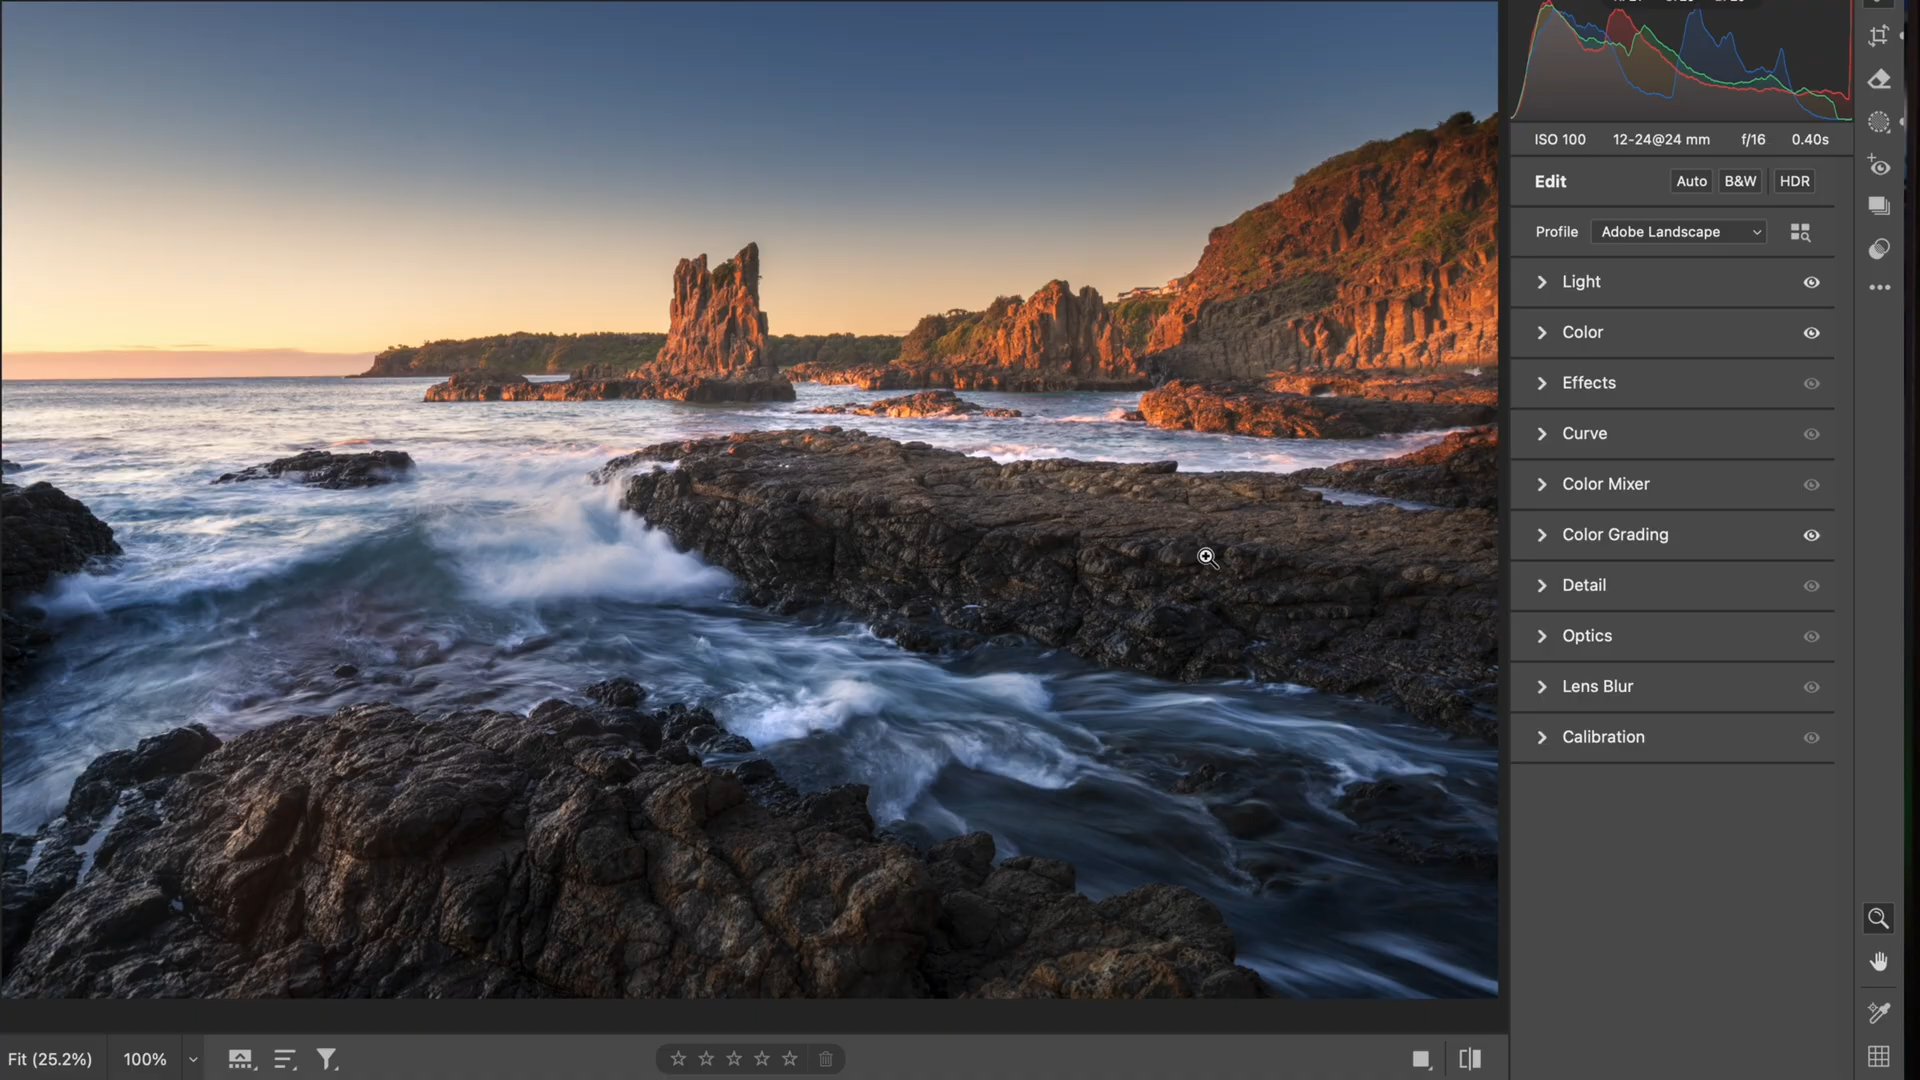 ISO 100 12-24@24 mm f/16 0.40s
Edit Auto B&W HDR
Profile Adobe Landscape
Light
Color
Effects
Curve
Color Mixer
Color Grading
Detail
Optics
Lens Blur
Calibration
Fit (25.2%) 100%